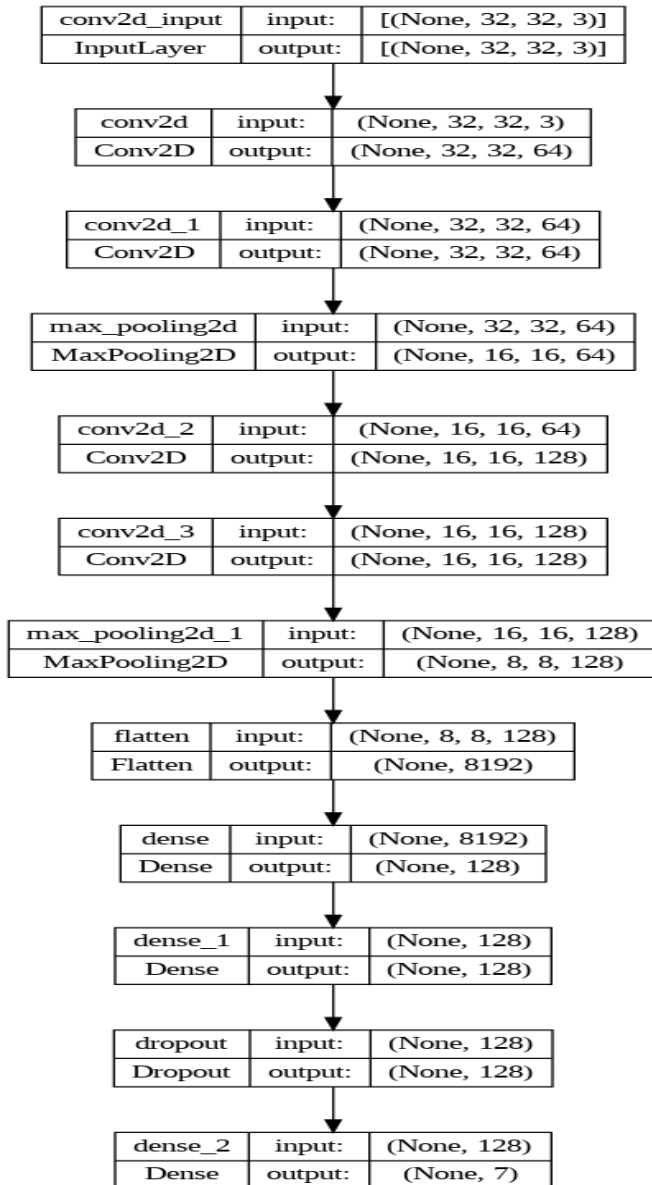 conv2d_input input: [(None, 32, 32, 3)]
InputLayer output: [(None, 32, 32, 3)]
conv2d input: (None, 32, 32, 3)
Conv2D output: (None, 32, 32, 64)
conv2d_1 input: (None, 32, 32, 64)
Conv2D output: (None, 32, 32, 64)
max_pooling2d input: (None, 32, 32, 64)
MaxPooling2D output: (None, 16, 16, 64)
conv2d_2 input: (None, 16, 16, 64)
Conv2D output: (None, 16, 16, 128)
conv2d_3 input: (None, 16, 16, 128)
Conv2D output: (None, 16, 16, 128)
max_pooling2d_1 input: (None, 16, 16, 128)
MaxPooling2D output: (None, 8, 8, 128)
flatten input: (None, 8, 8, 128)
Flatten output: (None, 8192)
dense input: (None, 8192)
Dense output: (None, 128)
dense_1 input: (None, 128)
Dense output: (None, 128)
dropout input: (None, 128)
Dropout output: (None, 128)
dense_2 input: (None, 128)
Dense output: (None, 7)